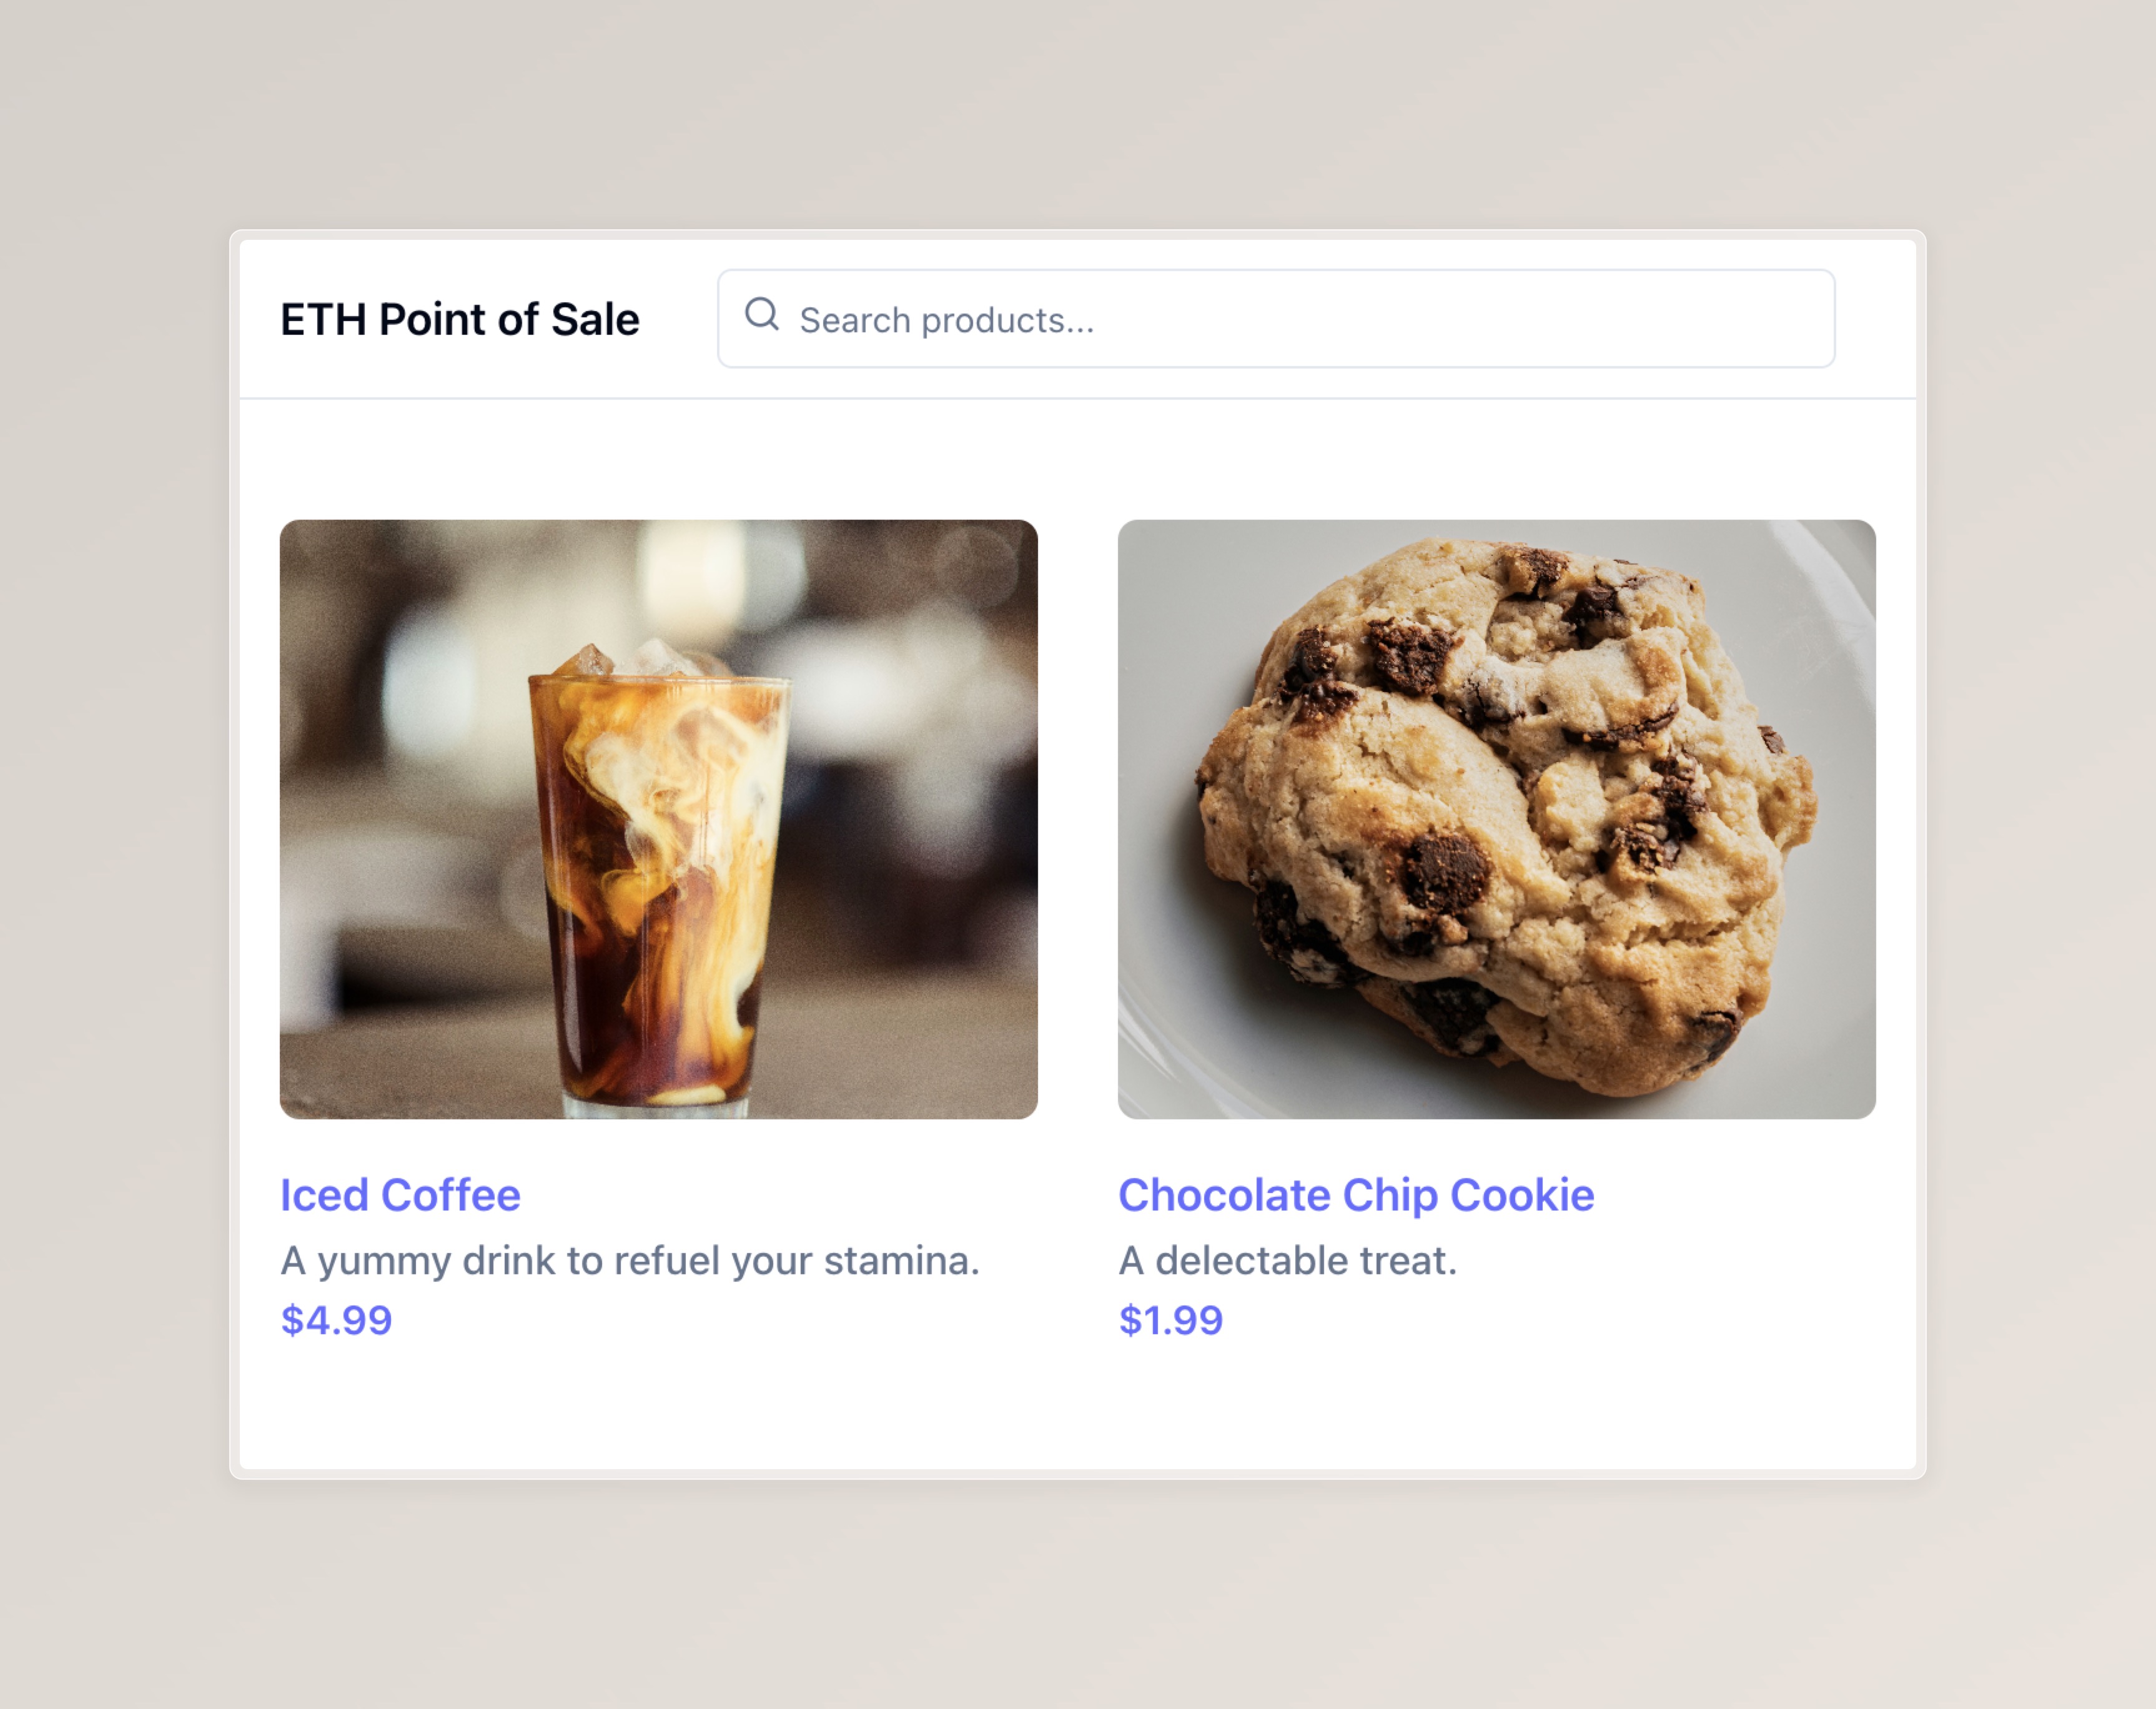 ETH Point of Sale
Search products...
Iced Coffee
A yummy drink to refuel your stamina.
$4.99
Chocolate Chip Cookie
A delectable treat.
$1.99